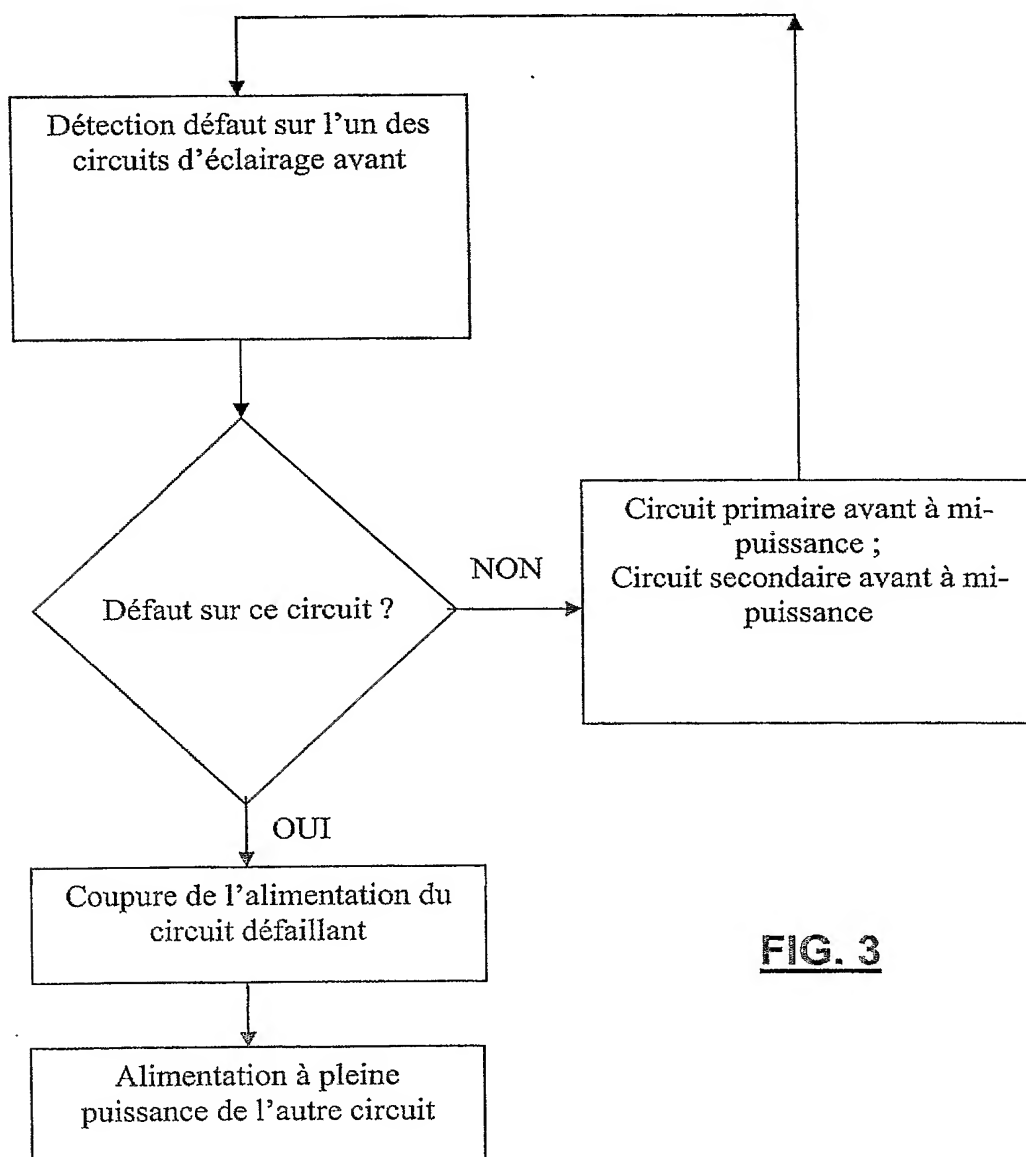 Détection défaut sur l’un des
circuits d’éclairage avant
Défaut sur ce circuit ?
NON
Circuit primaire avant à mi-
puissance ;
Circuit secondaire avant à mi-
puissance
OUI
Coupure de l’alimentation du
circuit défaillant
Alimentation à pleine
puissance de l’autre circuit
FIG. 3